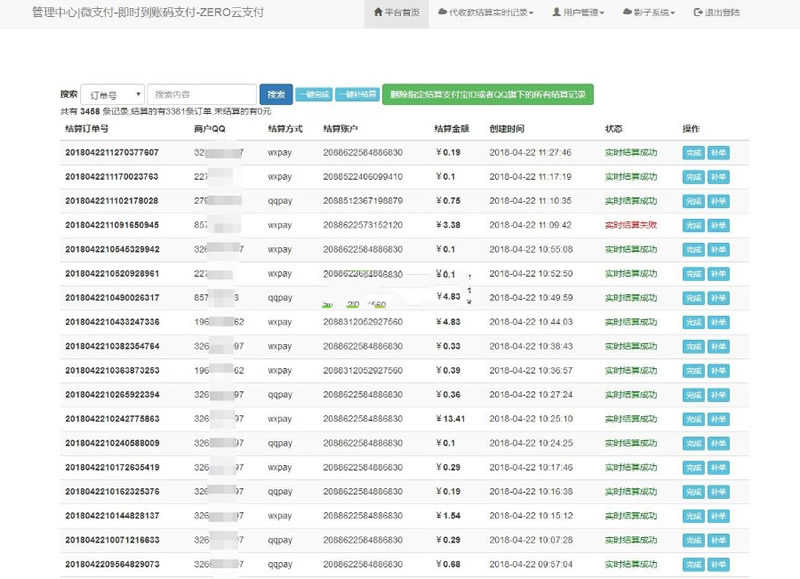 管理中心|微支付-即时到账码支付-ZERO云支付 平台首页 代收款结算实时记录 用户管理 影子系统 退出登陆
搜索 订单号 搜索内容 搜索 一键完成 一键补结算 删除指定结算支付宝ID或者QQ旗下的所有结算记录
共有 3458 条记录,结算的有3381条订单 未结算的有0元
结算订单号 商户QQ 结算方式 结算账户 结算金额 创建时间 状态 操作
2018042211270377607 32 7 wxpay 2088622584886830 ¥0.19 2018-04-22 11:27:46 实时结算成功 完成 补单
2018042211170023763 227 wxpay 2088522406099410 ¥0.1 2018-04-22 11:17:19 实时结算成功 完成 补单
2018042211102178028 279 qqpay 2088512367198879 ¥0.75 2018-04-22 11:10:35 实时结算成功 完成 补单
2018042211091650945 857 wxpay 2088622573152120 ¥3.38 2018-04-22 11:09:42 实时结算失败 完成 补单
2018042210545329942 326 7 wxpay 2088622584886830 ¥0.1 2018-04-22 10:55:08 实时结算成功 完成 补单
2018042210520928961 227 wxpay 2088622584886830 ¥0.1 2018-04-22 10:52:50 实时结算成功 完成 补单
2018042210490026317 857 8 qqpay ¥4.83 2018-04-22 10:49:59 实时结算成功 完成 补单
2018042210433247336 196 62 wxpay 2088312052927560 ¥4.83 2018-04-22 10:44:03 实时结算成功 完成 补单
2018042210382354764 326 97 wxpay 2088622584886830 ¥0.33 2018-04-22 10:38:43 实时结算成功 完成 补单
2018042210363873253 196 62 wxpay 2088312052927560 ¥0.39 2018-04-22 10:36:57 实时结算成功 完成 补单
2018042210265922394 326 97 qqpay 2088622584886830 ¥0.36 2018-04-22 10:27:24 实时结算成功 完成 补单
2018042210242775863 326 97 wxpay 2088622584886830 ¥13.41 2018-04-22 10:25:10 实时结算成功 完成 补单
2018042210240588009 326 97 qqpay 2088622584886830 ¥0.1 2018-04-22 10:24:25 实时结算成功 完成 补单
2018042210172635419 326 97 wxpay 2088622584886830 ¥0.29 2018-04-22 10:17:46 实时结算成功 完成 补单
2018042210162325376 326 97 qqpay 2088622584886830 ¥0.19 2018-04-22 10:16:38 实时结算成功 完成 补单
2018042210144828137 326 97 wxpay 2088622584886830 ¥1.54 2018-04-22 10:15:12 实时结算成功 完成 补单
2018042210071216633 326 97 qqpay 2088622584886830 ¥0.29 2018-04-22 10:07:28 实时结算成功 完成 补单
2018042209564829073 326 97 qqpay 2088622584886830 ¥0.68 2018-04-22 09:57:04 实时结算成功 完成 补单